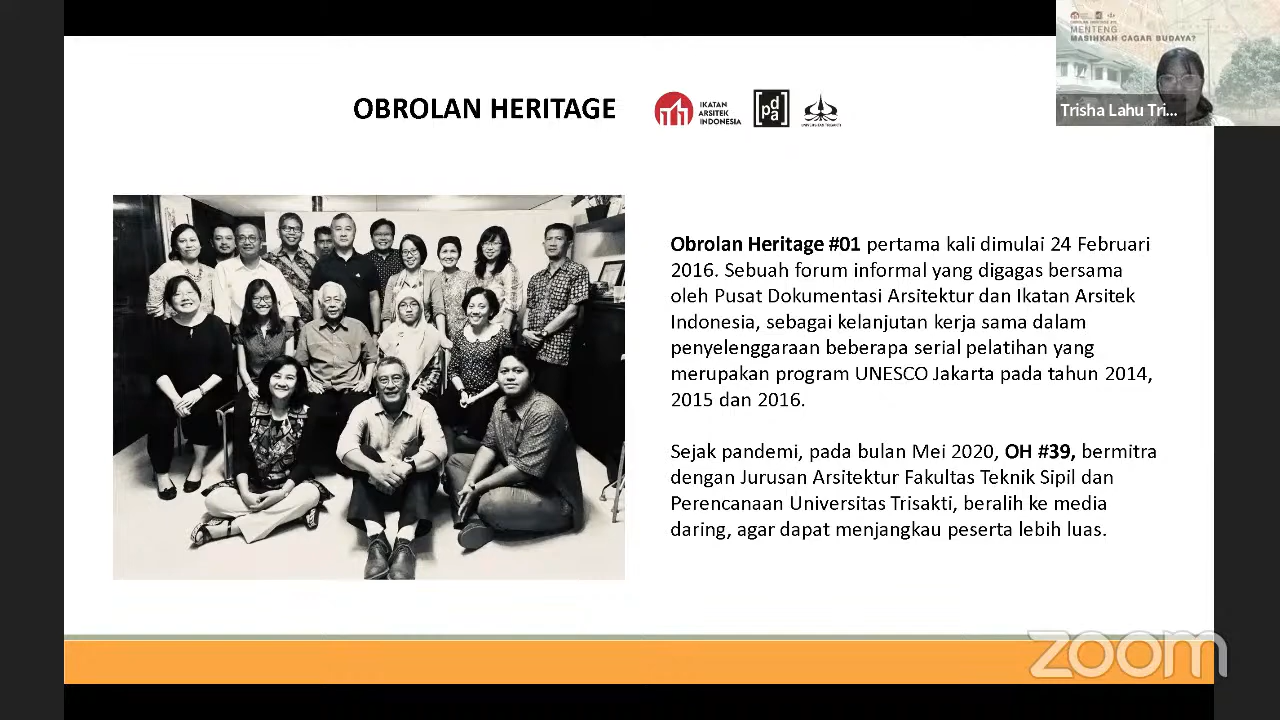 MENTENG
MASIHKAH CAGAR BUDAYA?
Trisha Lahu Tri...
OBROLAN HERITAGE
IKATAN
ARSITEK
INDONESIA
pd
a
UNIVERSITAS TRISAKTI
Obrolan Heritage #01 pertama kali dimulai 24 Februari
2016. Sebuah forum informal yang digagas bersama
oleh Pusat Dokumentasi Arsitektur dan Ikatan Arsitek
Indonesia, sebagai kelanjutan kerja sama dalam
penyelenggaraan beberapa serial pelatihan yang
merupakan program UNESCO Jakarta pada tahun 2014,
2015 dan 2016.
Sejak pandemi, pada bulan Mei 2020, OH #39, bermitra
dengan Jurusan Arsitektur Fakultas Teknik Sipil dan
Perencanaan Universitas Trisakti, beralih ke media
daring, agar dapat menjangkau peserta lebih luas.
zoom